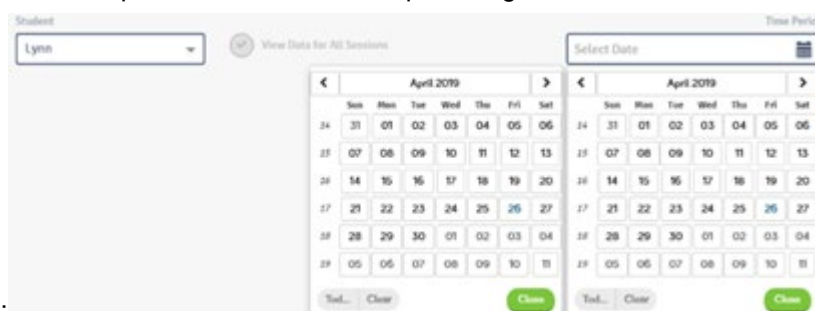 Student Time Perio
Lynn View Data for All Sessions Select Date
April 2019 April 2019
Sun Mon Tue Wed Thu Fri Sat Sun Mon Tue Wed Thu Fri Sat
14 31 01 02 03 04 05 06 14 31 01 02 03 04 05 06
15 07 08 09 10 11 12 13 15 07 08 09 10 11 12 13
16 14 15 16 17 18 19 20 16 14 15 16 17 18 19 20
17 21 22 23 24 25 26 27 17 21 22 23 24 25 26 27
18 28 29 30 01 02 03 04 18 28 29 30 01 02 03 04
19 05 06 07 08 09 10 11 19 05 06 07 08 09 10 11
Tod... Clear Close Tod... Clear Close